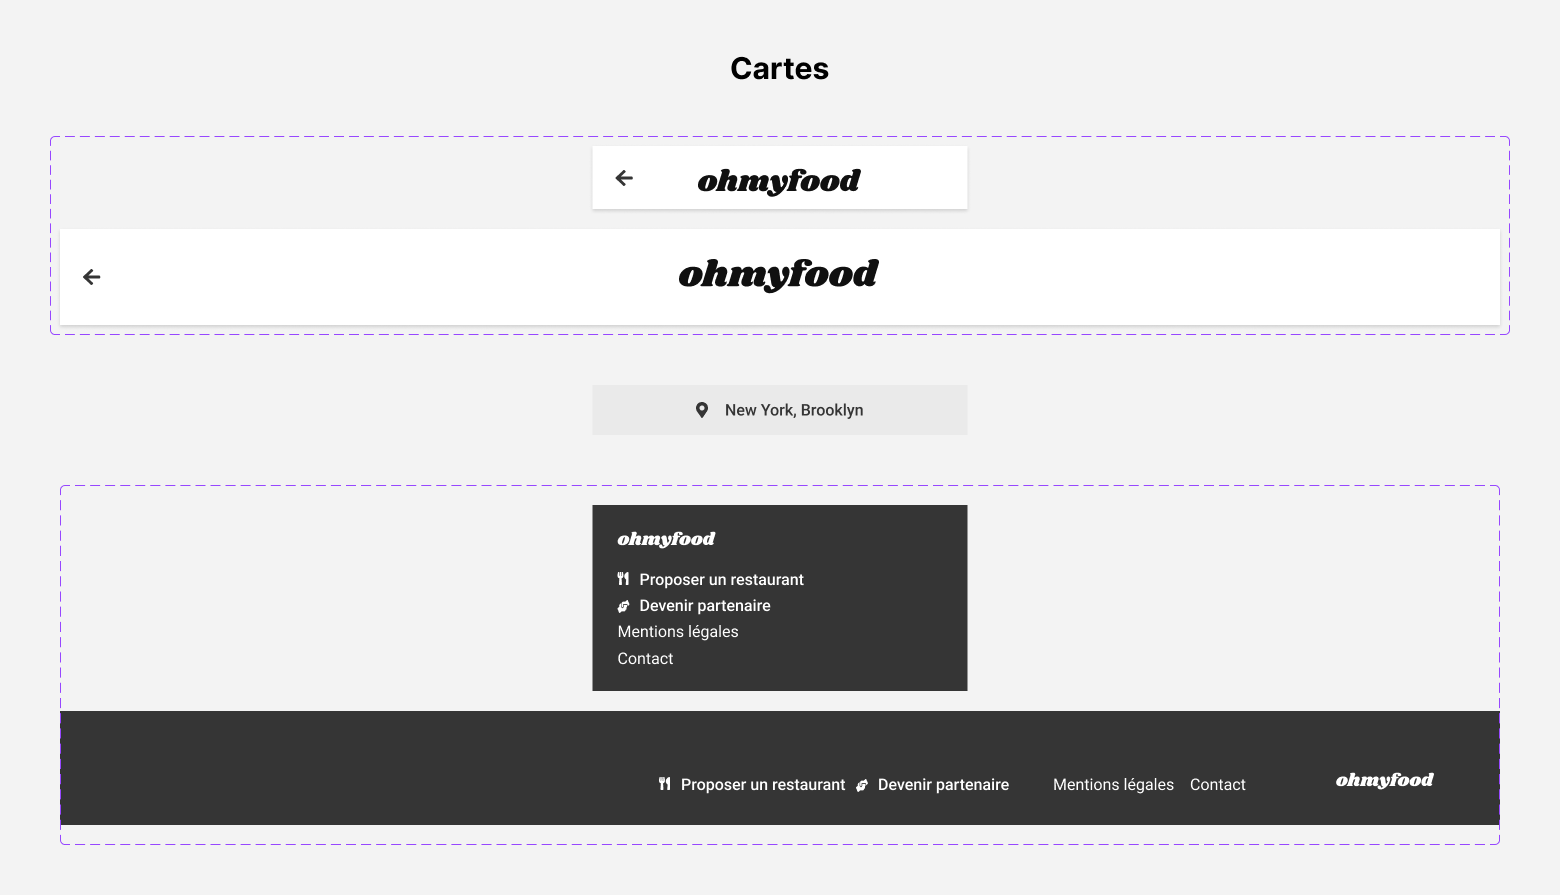 Cartes
ohmyfood
ohmyfood
New York, Brooklyn
ohmyfood
Proposer un restaurant
Devenir partenaire
Mentions légales
Contact
Proposer un restaurant Devenir partenaire Mentions légales Contact ohmyfood